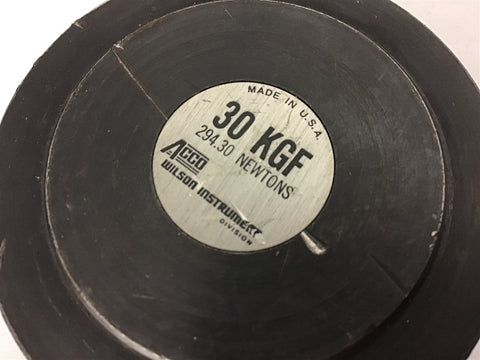 MADE IN U.S.A.
30 KGF
294.30 NEWTONS
ACCO
WILSON INSTRUMENT
DIVISION